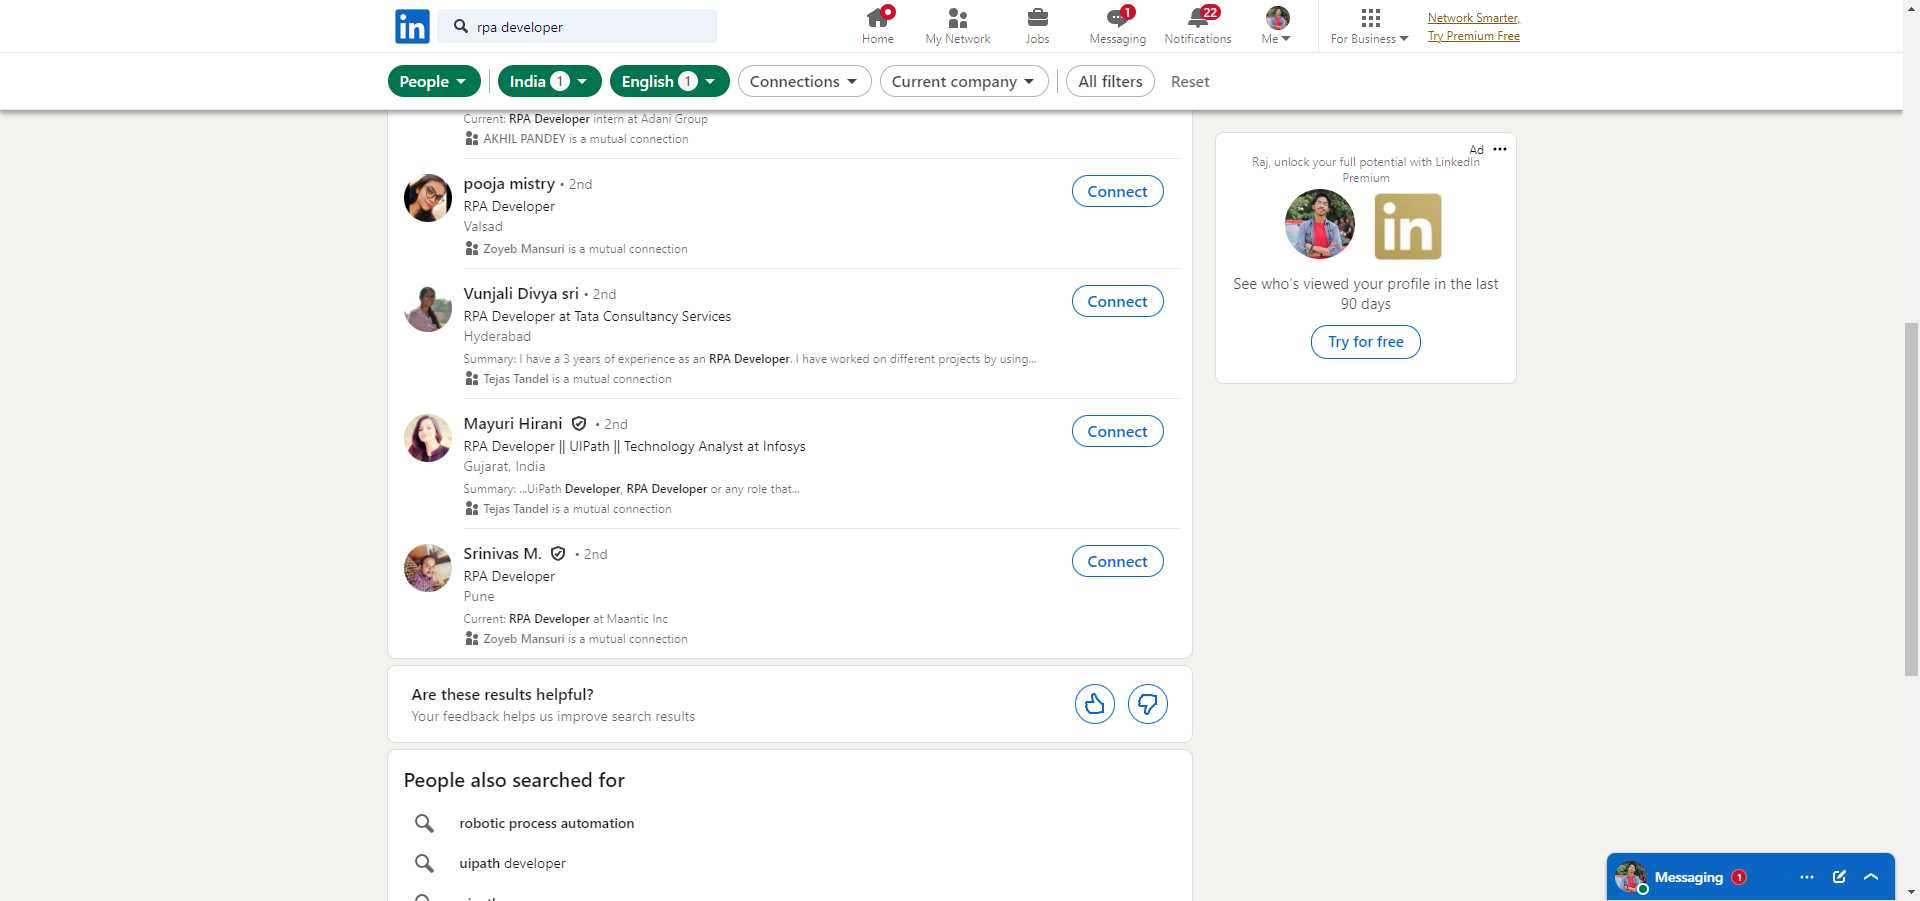 in
rpa developer
Home
My Network
Jobs
1
Messaging
22
Notifications
Me
For Business
Network Smarter,
Try Premium Free
People
India 1
English 1
Connections
Current company
All filters
Reset
Current: RPA Developer intern at Adani Group
AKHIL PANDEY is a mutual connection
pooja mistry • 2nd
RPA Developer
Valsad
Zoyeb Mansuri is a mutual connection
Connect
Vunjali Divya sri • 2nd
RPA Developer at Tata Consultancy Services
Hyderabad
Summary: I have a 3 years of experience as an RPA Developer. I have worked on different projects by using...
Tejas Tandel is a mutual connection
Connect
Mayuri Hirani • 2nd
RPA Developer || UIPath || Technology Analyst at Infosys
Gujarat, India
Summary: ...UiPath Developer, RPA Developer or any role that...
Tejas Tandel is a mutual connection
Connect
Srinivas M. • 2nd
RPA Developer
Pune
Current: RPA Developer at Maantic Inc
Zoyeb Mansuri is a mutual connection
Connect
Are these results helpful?
Your feedback helps us improve search results
People also searched for
robotic process automation
uipath developer
Ad
Raj, unlock your full potential with LinkedIn
Premium
in
See who's viewed your profile in the last
90 days
Try for free
Messaging 1